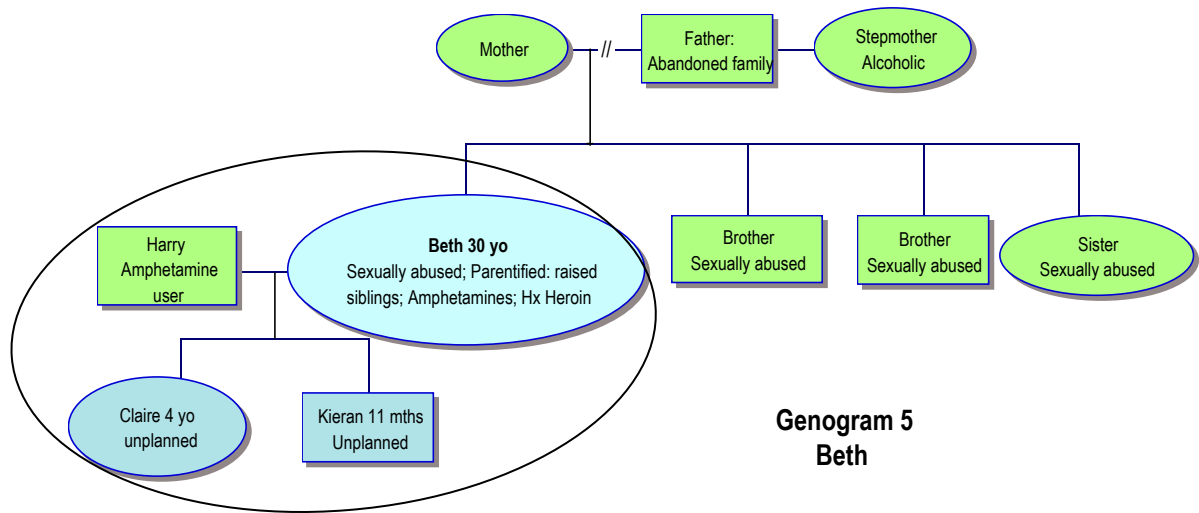 Mother
//
Father:
Abandoned family
Stepmother
Alcoholic
Harry
Amphetamine
user
Beth 30 yo
Sexually abused; Parentified: raised
siblings; Amphetamines; Hx Heroin
Brother
Sexually abused
Brother
Sexually abused
Sister
Sexually abused
Claire 4 yo
unplanned
Kieran 11 mths
Unplanned
Genogram 5
Beth